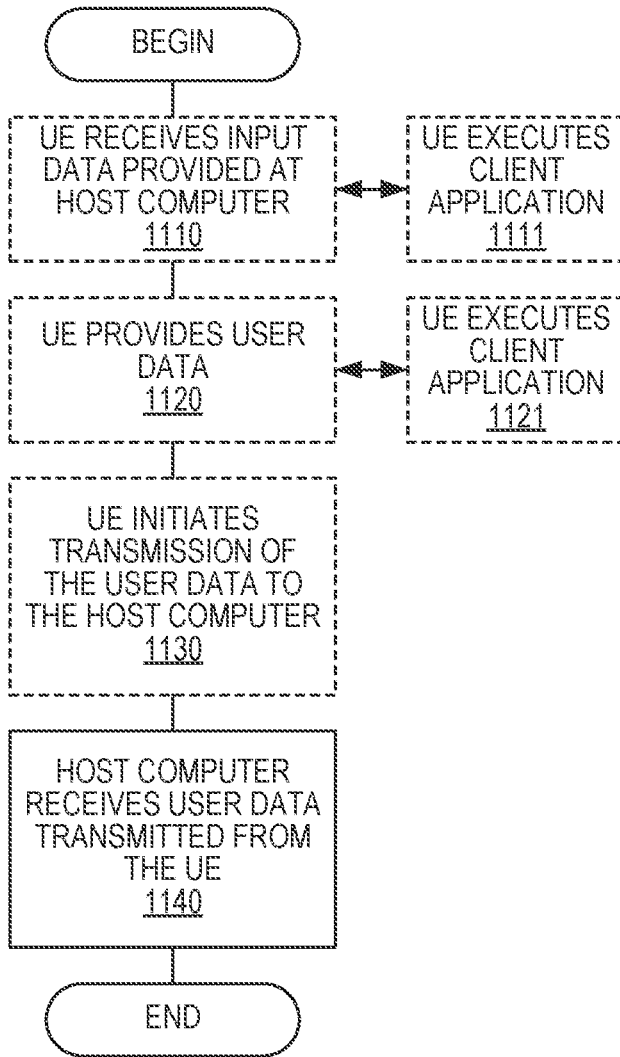 BEGIN
UE RECEIVES INPUT
DATA PROVIDED AT
HOST COMPUTER
1110
UE EXECUTES
CLIENT
APPLICATION
1111
UE PROVIDES USER
DATA
1120
UE EXECUTES
CLIENT
APPLICATION
1121
UE INITIATES
TRANSMISSION OF
THE USER DATA TO
THE HOST COMPUTER
1130
HOST COMPUTER
RECEIVES USER DATA
TRANSMITTED FROM
THE UE
1140
END